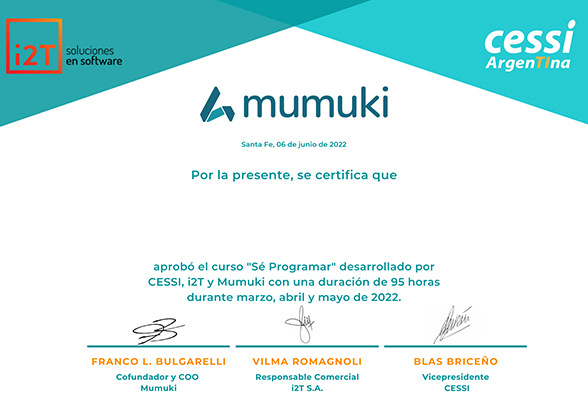 i2T soluciones
en software
cessi
ArgenTIna
mumuki
Santa Fe, 06 de junio de 2022
Por la presente, se certifica que
aprobó el curso "Sé Programar" desarrollado por
CESSI, i2T y Mumuki con una duración de 95 horas
durante marzo, abril y mayo de 2022.
FRANCO L. BULGARELLI
Cofundador y COO
Mumuki
VILMA ROMAGNOLI
Responsable Comercial
i2T S.A.
BLAS BRICEÑO
Vicepresidente
CESSI